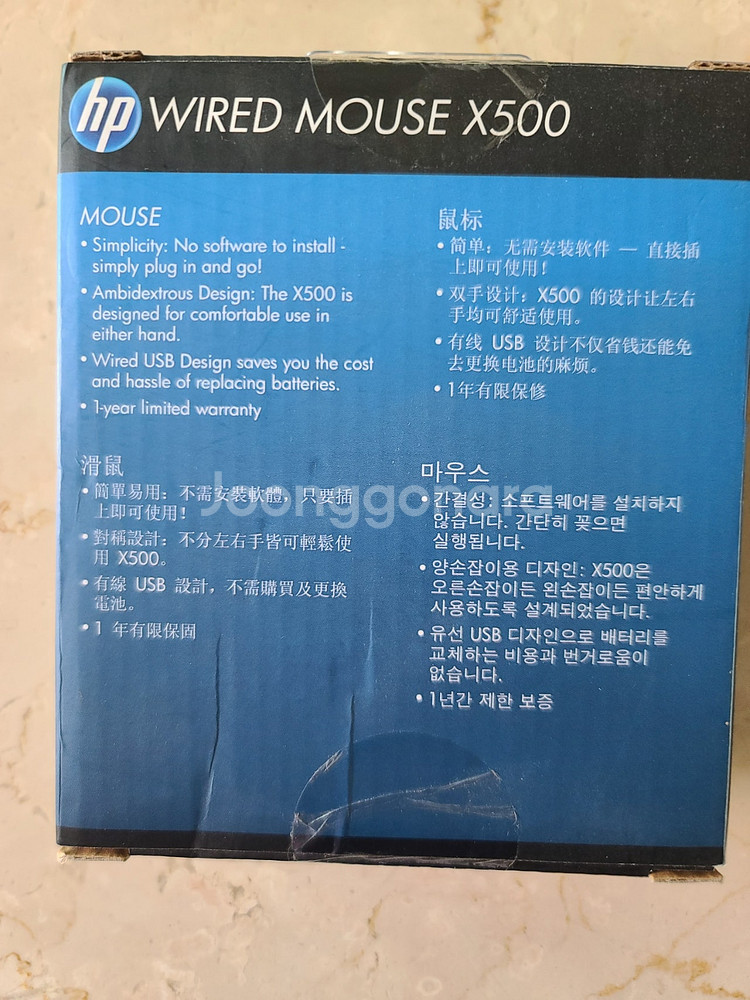 hp WIRED MOUSE X500
MOUSE
• Simplicity: No software to install -
simply plug in and go!
• Ambidextrous Design: The X500 is
designed for comfortable use in
either hand.
• Wired USB Design saves you the cost
and hassle of replacing batteries.
• 1-year limited warranty
鼠标
• 简单：无需安装软件 — 直接插
上即可使用！
• 双手设计：X500 的设计让左右
手均可舒适使用。
• 有线 USB 设计不仅省钱还能免
去更换电池的麻烦。
• 1年有限保修
滑鼠
• 簡單易用：不需安裝軟體，只要插
上即可使用！
• 對稱設計：不分左右手皆可輕鬆使
用 X500。
• 有線 USB 設計，不需購買及更換
電池。
• 1 年有限保固
마우스
• 간결성: 소프트웨어를 설치하지
않습니다. 간단히 꽂으면
실행됩니다.
• 양손잡이용 디자인: X500은
오른손잡이든 왼손잡이든 편안하게
사용하도록 설계되었습니다.
• 유선 USB 디자인으로 배터리를
교체하는 비용과 번거로움이
없습니다.
• 1년간 제한 보증
Joonggonara